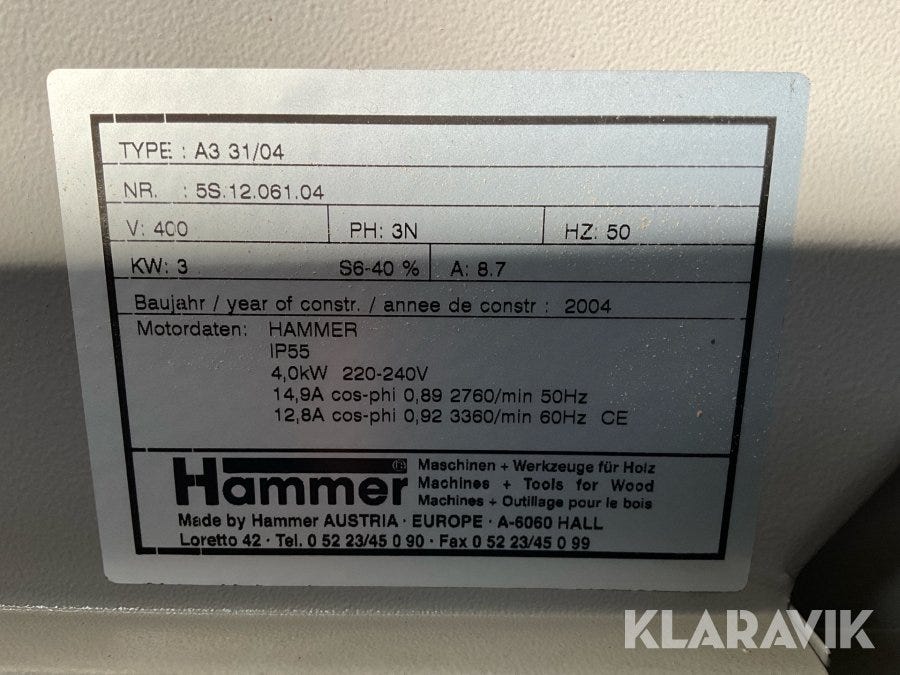 TYPE : A3 31/04
NR. : 5S.12.061.04
V: 400 PH: 3N HZ: 50
KW: 3 S6-40 % A: 8.7
Baujahr / year of constr. / annee de constr : 2004
Motordaten: HAMMER
IP55
4,0kW 220-240V
14,9A cos-phi 0,89 2760/min 50Hz
12,8A cos-phi 0,92 3360/min 60Hz CE
Hammer ®
Maschinen + Werkzeuge für Holz
Machines + Tools for Wood
Machines + Outillage pour le bois
Made by Hammer AUSTRIA · EUROPE · A-6060 HALL
Loretto 42 · Tel. 0 52 23/45 0 90 · Fax 0 52 23/45 0 99
KLARAVIK